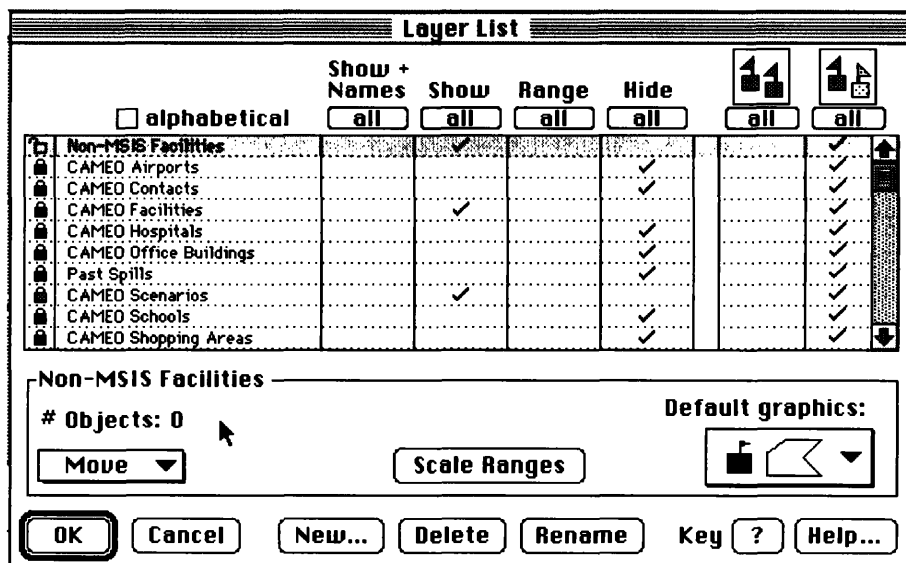 Layer List
Show + Names Show Range Hide
alphabetical all all all all all all
Non-MSIS Facilities
CAMEO Airports
CAMEO Contacts
CAMEO Facilities
CAMEO Hospitals
CAMEO Office Buildings
Past Spills
CAMEO Scenarios
CAMEO Schools
CAMEO Shopping Areas
Non-MSIS Facilities
# Objects: 0
Default graphics:
Move Scale Ranges
OK Cancel New... Delete Rename Key ? Help...